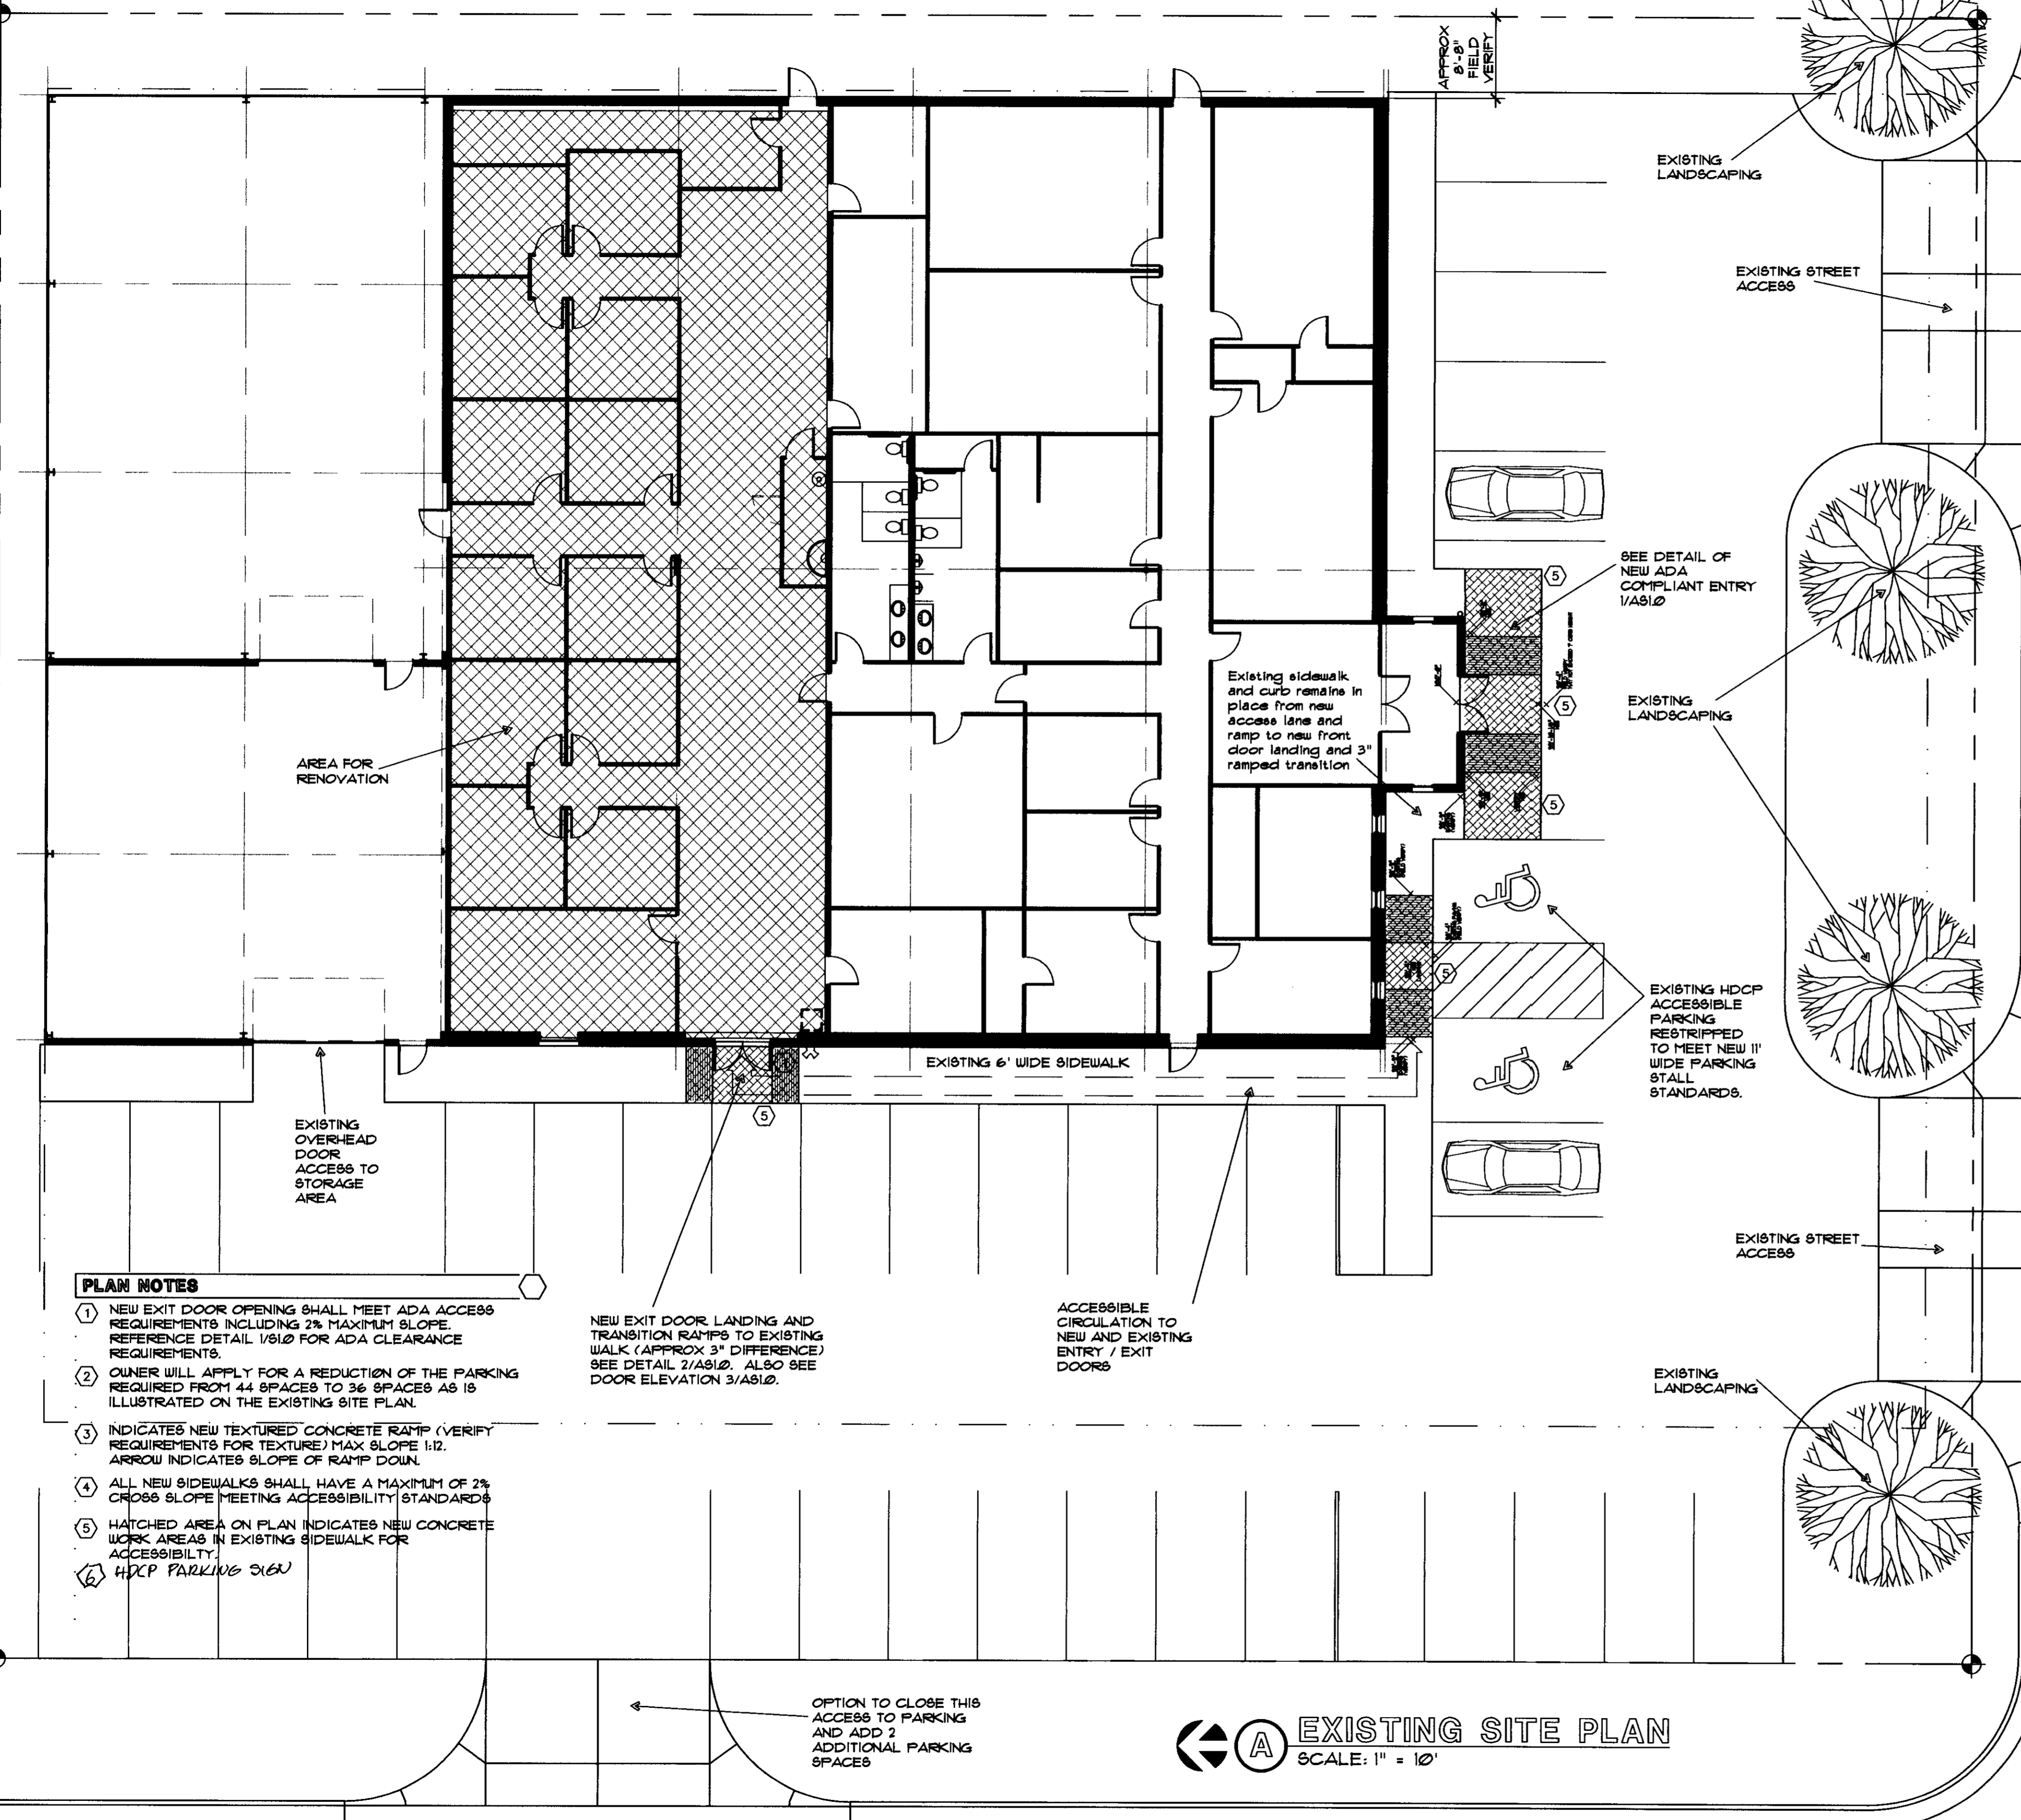 APPROX
8'-8"
FIELD
VERIFY
EXISTING
LANDSCAPING
EXISTING STREET
ACCESS
SEE DETAIL OF
NEW ADA
COMPLIANT ENTRY
1/AS1.0
5
5
5
Existing sidewalk
and curb remains in
place from new
access lane and
ramp to new front
door landing and 3"
ramped transition
EXISTING
LANDSCAPING
AREA FOR
RENOVATION
5
EXISTING HDCP
ACCESSIBLE
PARKING
RESTRIPPED
TO MEET NEW 11'
WIDE PARKING
STALL
STANDARDS.
EXISTING 6' WIDE SIDEWALK
5
EXISTING
OVERHEAD
DOOR
ACCESS TO
STORAGE
AREA
EXISTING STREET
ACCESS
PLAN NOTES
1 NEW EXIT DOOR OPENING SHALL MEET ADA ACCESS
REQUIREMENTS INCLUDING 2% MAXIMUM SLOPE.
REFERENCE DETAIL 1/S1.0 FOR ADA CLEARANCE
REQUIREMENTS.
2 OWNER WILL APPLY FOR A REDUCTION OF THE PARKING
REQUIRED FROM 44 SPACES TO 36 SPACES AS IS
ILLUSTRATED ON THE EXISTING SITE PLAN.
3 INDICATES NEW TEXTURED CONCRETE RAMP (VERIFY
REQUIREMENTS FOR TEXTURE) MAX SLOPE 1:12.
ARROW INDICATES SLOPE OF RAMP DOWN.
4 ALL NEW SIDEWALKS SHALL HAVE A MAXIMUM OF 2%
CROSS SLOPE MEETING ACCESSIBILITY STANDARDS
5 HATCHED AREA ON PLAN INDICATES NEW CONCRETE
WORK AREAS IN EXISTING SIDEWALK FOR
ACCESSIBILTY.
6 HDCP PARKING SIGN
NEW EXIT DOOR LANDING AND
TRANSITION RAMPS TO EXISTING
WALK (APPROX 3" DIFFERENCE)
SEE DETAIL 2/AS1.0. ALSO SEE
DOOR ELEVATION 3/AS1.0.
ACCESSIBLE
CIRCULATION TO
NEW AND EXISTING
ENTRY / EXIT
DOORS
EXISTING
LANDSCAPING
OPTION TO CLOSE THIS
ACCESS TO PARKING
AND ADD 2
ADDITIONAL PARKING
SPACES
A EXISTING SITE PLAN
SCALE: 1" = 10'